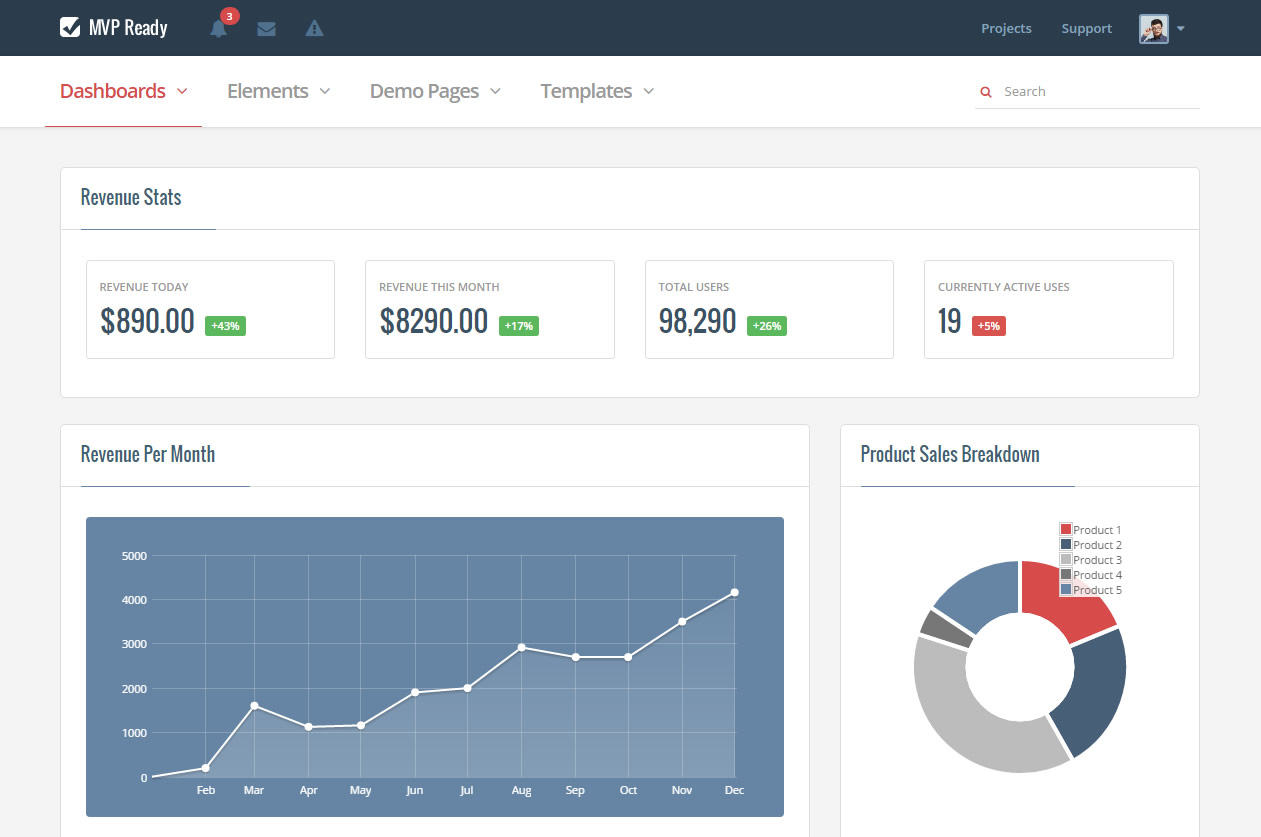 MVP Ready
3
Projects
Support
Dashboards
Elements
Demo Pages
Templates
Search
Revenue Stats
REVENUE TODAY
$890.00 +43%
REVENUE THIS MONTH
$8290.00 +17%
TOTAL USERS
98,290 +26%
CURRENTLY ACTIVE USES
19 +5%
Revenue Per Month
5000
4000
3000
2000
1000
0
Feb Mar Apr May Jun Jul Aug Sep Oct Nov Dec
Product Sales Breakdown
Product 1
Product 2
Product 3
Product 4
Product 5